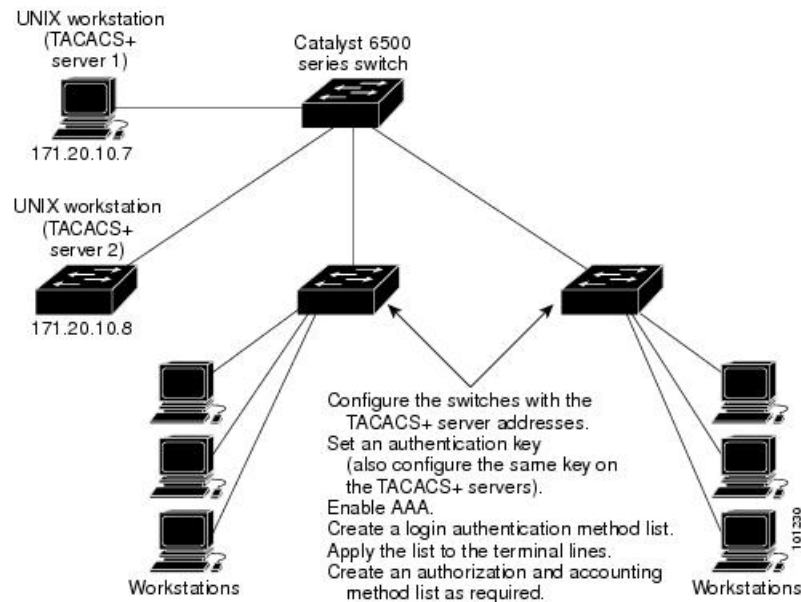 UNIX workstation
(TACACS+
server 1)
Catalyst 6500
series switch
171.20.10.7
UNIX workstation
(TACACS+
server 2)
171.20.10.8
Configure the switches with the
TACACS+ server addresses.
Set an authentication key
(also configure the same key on
the TACACS+ servers).
Enable AAA.
Create a login authentication method list.
Apply the list to the terminal lines.
Create an authorization and accounting
method list as required.
Workstations
Workstations
101230